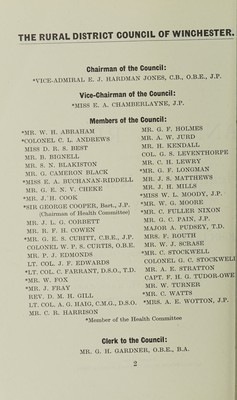 THE RURAL DISTRICT COUNCIL OF WINCHESTER.
Chairman of the Council:
*VICE-ADMIRAL E. J. HARDMAN JONES, C.B., O.B.E., J.P.
Vice-Chairman of the Council:
*MISS E. A. CHAMBERLAYNE, J.P.
Members of the Council:
*MR. W. H. ABRAHAM
*COLONEL C. L. ANDREWS
MISS D. R. S. BEST
MR. B. BIGNELL
MR. S. N. BLAKISTON
MR. G. CAMERON BLACK
*MISS E. A. BUCHANAN-RIDDELL
MR. G. E. N. V. CHEKE
*MR. J. H. COOK
*SIR GEORGE COOPER, Bart., J.P.
(Chairman of Health Committee)
MR. J. L. G. CORBETT
MR. R. F. H. COWEN
*MR. G. E. S. CUBITT, C.B.E., J.P.
COLONEL W. P. S. CURTIS, O.B.E.
MR. P. J. EDMONDS
LT. COL. J. F. EDWARDS
*LT. COL. C. FARRANT, D.S.O., T.D.
*MR. W. FOX
*MR. J. FRAY
REV. D. M. H. GILL
LT. COL. A. G. HAIG, C.M.G., D.S.O.
MR. C. R. HARRISON
MR. G. F. HOLMES
MR. A. W. JURD
MR. H. KENDALL
COL. G. S. LEVENTHORPE
MR. C. H. LEWRY
*MR. G. F. LONGMAN
MR. J. S. MATTHEWS
MR. J. H. MILLS
*MISS W. L. MOODY, J.P.
*MR. W. G. MOORE
MR. C. FULLER NIXON
MR. G. C. PAIN, J.P.
MAJOR A. PUDSEY, T.D.
MRS. F. ROUTH
MR. W. J. SCRASE
*MR. C. STOCKWELL
COLONEL G. C. STOCKWELL
MR. A. E. STRATTON
CAPT. F. H. G. TUDOR-OWE
MR. W. TURNER
*MR. C. WATTS
*MRS. A. E. WOTTON, J.P.
*Member of the Health Committee
Clerk to the Council:
MR. G. H. GARDNER, O.B.E., B.A.
2